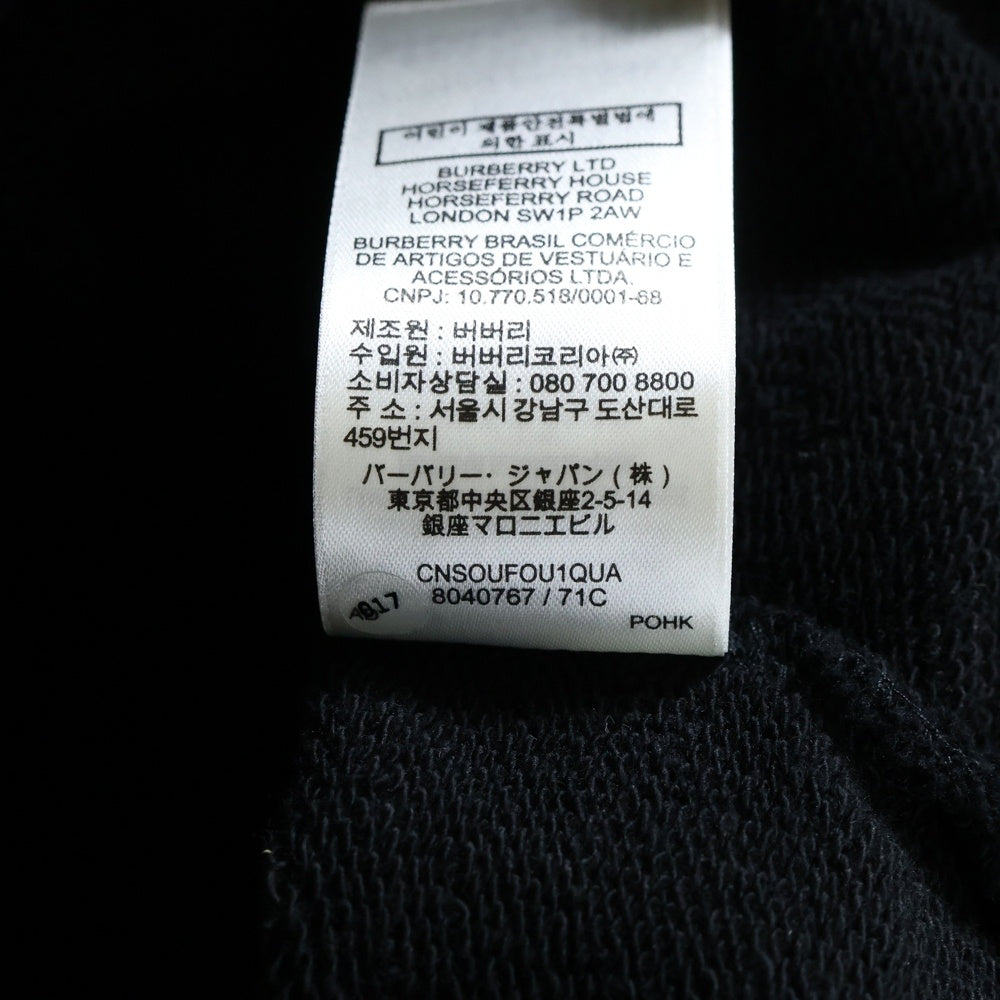 어린이 제품안전특별법에
의한 표시
BURBERRY LTD
HORSEFERRY HOUSE
HORSEFERRY ROAD
LONDON SW1P 2AW
BURBERRY BRASIL COMÉRCIO
DE ARTIGOS DE VESTUÁRIO E
ACESSÓRIOS LTDA.
CNPJ: 10.770.518/0001-68
제조원 : 버버리
수입원 : 버버리코리아㈜
소비자상담실 : 080 700 8800
주 소 : 서울시 강남구 도산대로
459번지
バーバリー・ジャパン ( 株 )
東京都中央区銀座2-5-14
銀座マロニエビル
CNSOUFOU1QUA
8040767 / 71C
POHK